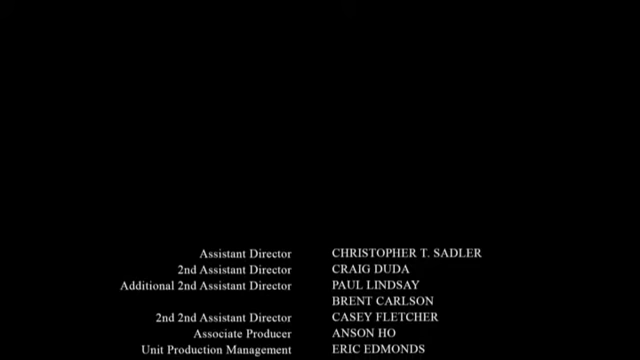 Assistant Director CHRISTOPHER T. SADLER
2nd Assistant Director CRAIG DUDA
Additional 2nd Assistant Director PAUL LINDSAY
BRENT CARLSON
2nd 2nd Assistant Director CASEY FLETCHER
Associate Producer ANSON HO
Unit Production Management ERIC EDMONDS